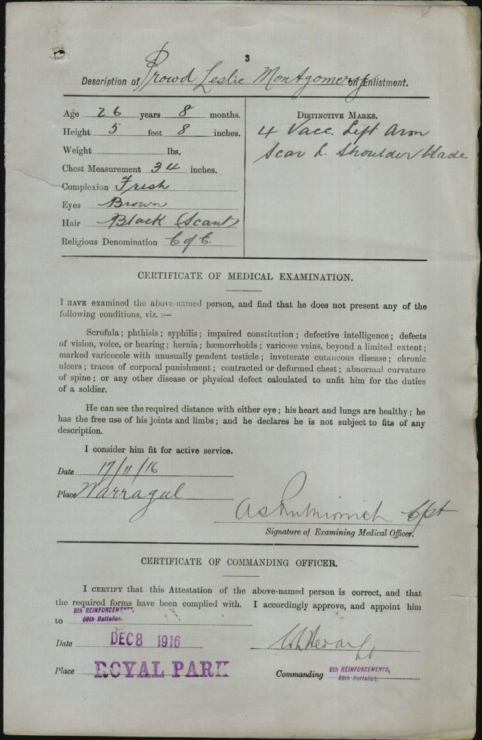 3
Description of Prowd Leslie Montgomery on Enlistment.
Age 26 years 8 months.
Height 5 feet 8 inches.
Weight lbs.
Chest Measurement 34 inches.
Complexion Fresh
Eyes Brown
Hair Black (Scant)
Religious Denomination C of E.
DISTINCTIVE MARKS.
4 Vacc. Left Arm
Scar L. Shoulder blade
CERTIFICATE OF MEDICAL EXAMINATION.
I HAVE examined the above-named person, and find that he does not present any of the
following conditions, viz. :—
Scrofula ; phthisis ; syphilis ; impaired constitution ; defective intelligence ; defects
of vision, voice, or hearing ; hernia ; hæmorrhoids ; varicose veins, beyond a limited extent ;
marked varicocele with unusually pendent testicle ; inveterate cutaneous disease ; chronic
ulcers ; traces of corporal punishment ; contracted or deformed chest ; abnormal curvature
of spine ; or any other disease or physical defect calculated to unfit him for the duties
of a soldier.
He can see the required distance with either eye ; his heart and lungs are healthy ; he
has the free use of his joints and limbs ; and he declares he is not subject to fits of any
description.
I consider him fit for active service.
Date 17/11/16
Place Warragul
Capt
Signature of Examining Medical Officer.
CERTIFICATE OF COMMANDING OFFICER.
I CERTIFY that this Attestation of the above-named person is correct, and that
the required forms have been complied with. I accordingly approve, and appoint him
to
REINFORCEMENTS,
Battalion.
Date DEC 8 1916
Place ROYAL PARK
Commanding
REINFORCEMENTS,
Battalion.